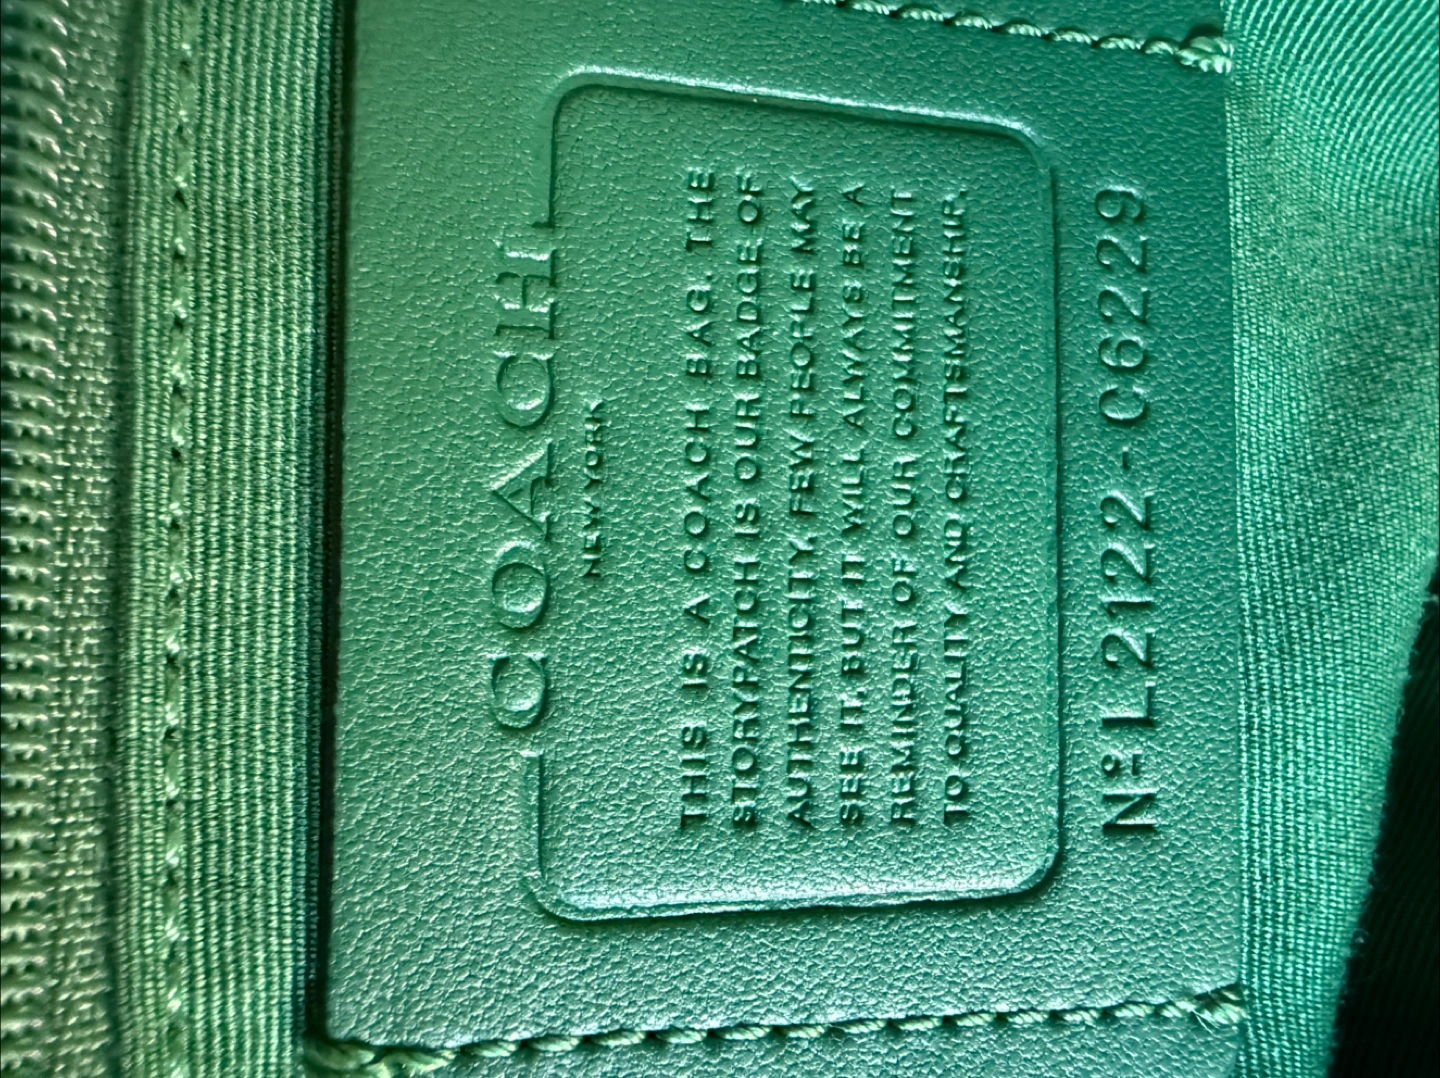 COACH
NEW YORK
THIS IS A COACH BAG. THE
STORYPATCH IS OUR BADGE OF
AUTHENTICITY. FEW PEOPLE MAY
SEE IT, BUT IT WILL ALWAYS BE A
REMINDER OF OUR COMMITMENT
TO QUALITY AND CRAFTSMANSHIP.
Nº L2122-C6229